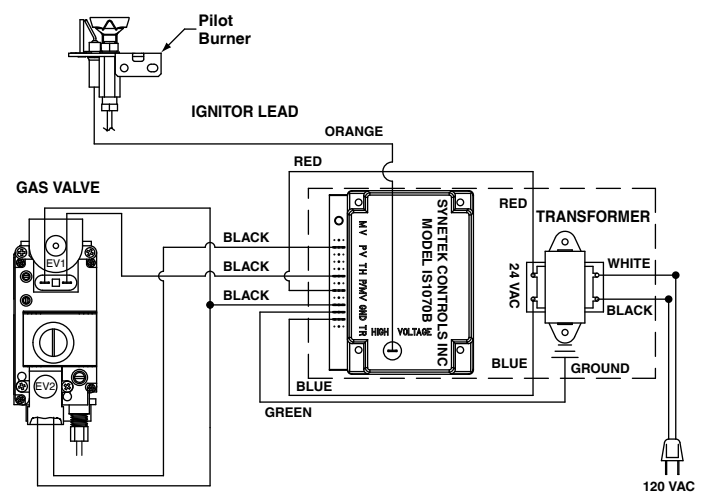 Pilot
Burner
IGNITOR LEAD
ORANGE
RED
GAS VALVE
RED
TRANSFORMER
BLACK
BLACK
BLACK
EV1
MV PV TH P/MV GND TR
SYNETEK CONTROLS INC
MODEL IS1070B
24 VAC
WHITE
BLACK
HIGH VOLTAGE
BLUE
GROUND
BLUE
EV2
GREEN
120 VAC